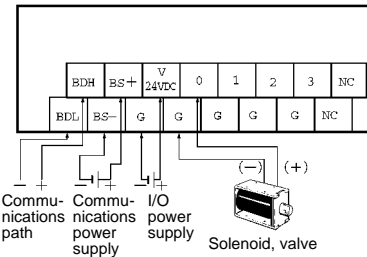 BDH BS+ V 24VDC 0 1 2 3 NC
BDL BS- G G G G G NC
(−) (+)
− + − + − +
Commu-
nications
path
Commu-
nications
power
supply
I/O
power
supply
Solenoid, valve